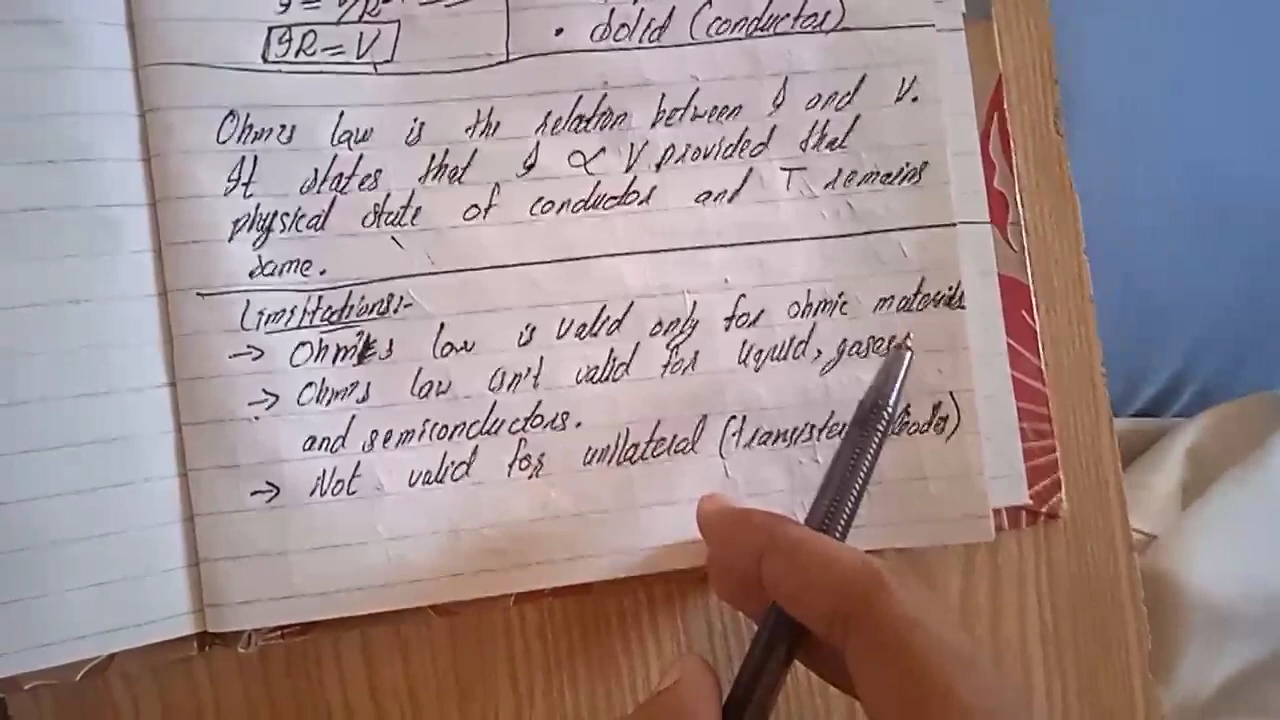 IR = V
• Solid (conductor)
Ohm's law is the relation between I and V.
It states that I ∝ V provided that
physical state of conductor and T remains
same.
Limitations:-
→ Ohm's law is valid only for ohmic materials
→ Ohm's law isn't valid for liquid, gases
and semiconductors.
→ Not valid for unilateral (transister